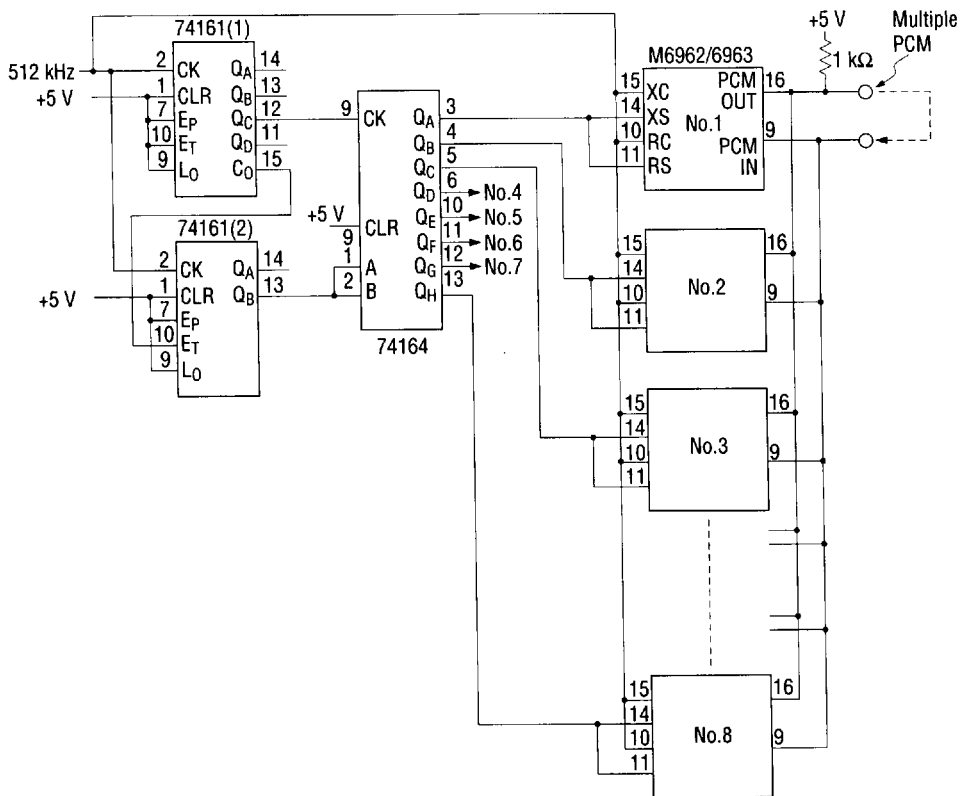 74161(1)
512 kHz
+5 V
2 CK QA 14
1 CLR QB 13
7 EP QC 12
10 ET QD 11
9 LO CO 15
74161(2)
+5 V
2 CK QA 14
1 CLR QB 13
7 EP
10 ET
9 LO
9 CK QA 3
QB 4
QC 5
QD 6 No.4
QE 10 No.5
+5 V
9 CLR QF 11 No.6
1 A QG 12 No.7
2 B QH 13
74164
+5 V
1 kΩ
Multiple
PCM
M6962/6963
15 XC PCM 16
14 XS OUT
No.1
10 RC PCM 9
11 RS IN
15 16
14
No.2
10 9
11
15 16
14
No.3
10 9
11
15 16
14
No.8
10 9
11